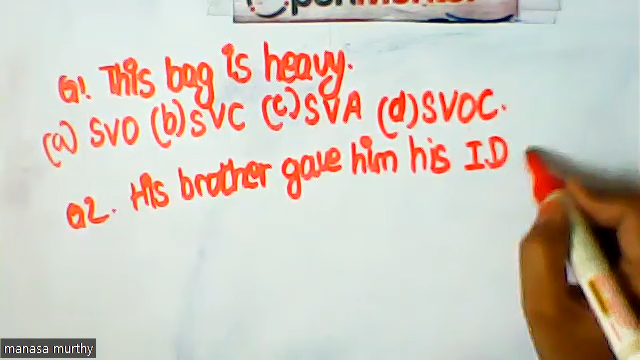 Q1. This bag is heavy.
(a) SVO (b) SVC (c) SVA (d) SVOC.
Q2. His brother gave him his ID
manasa murthy